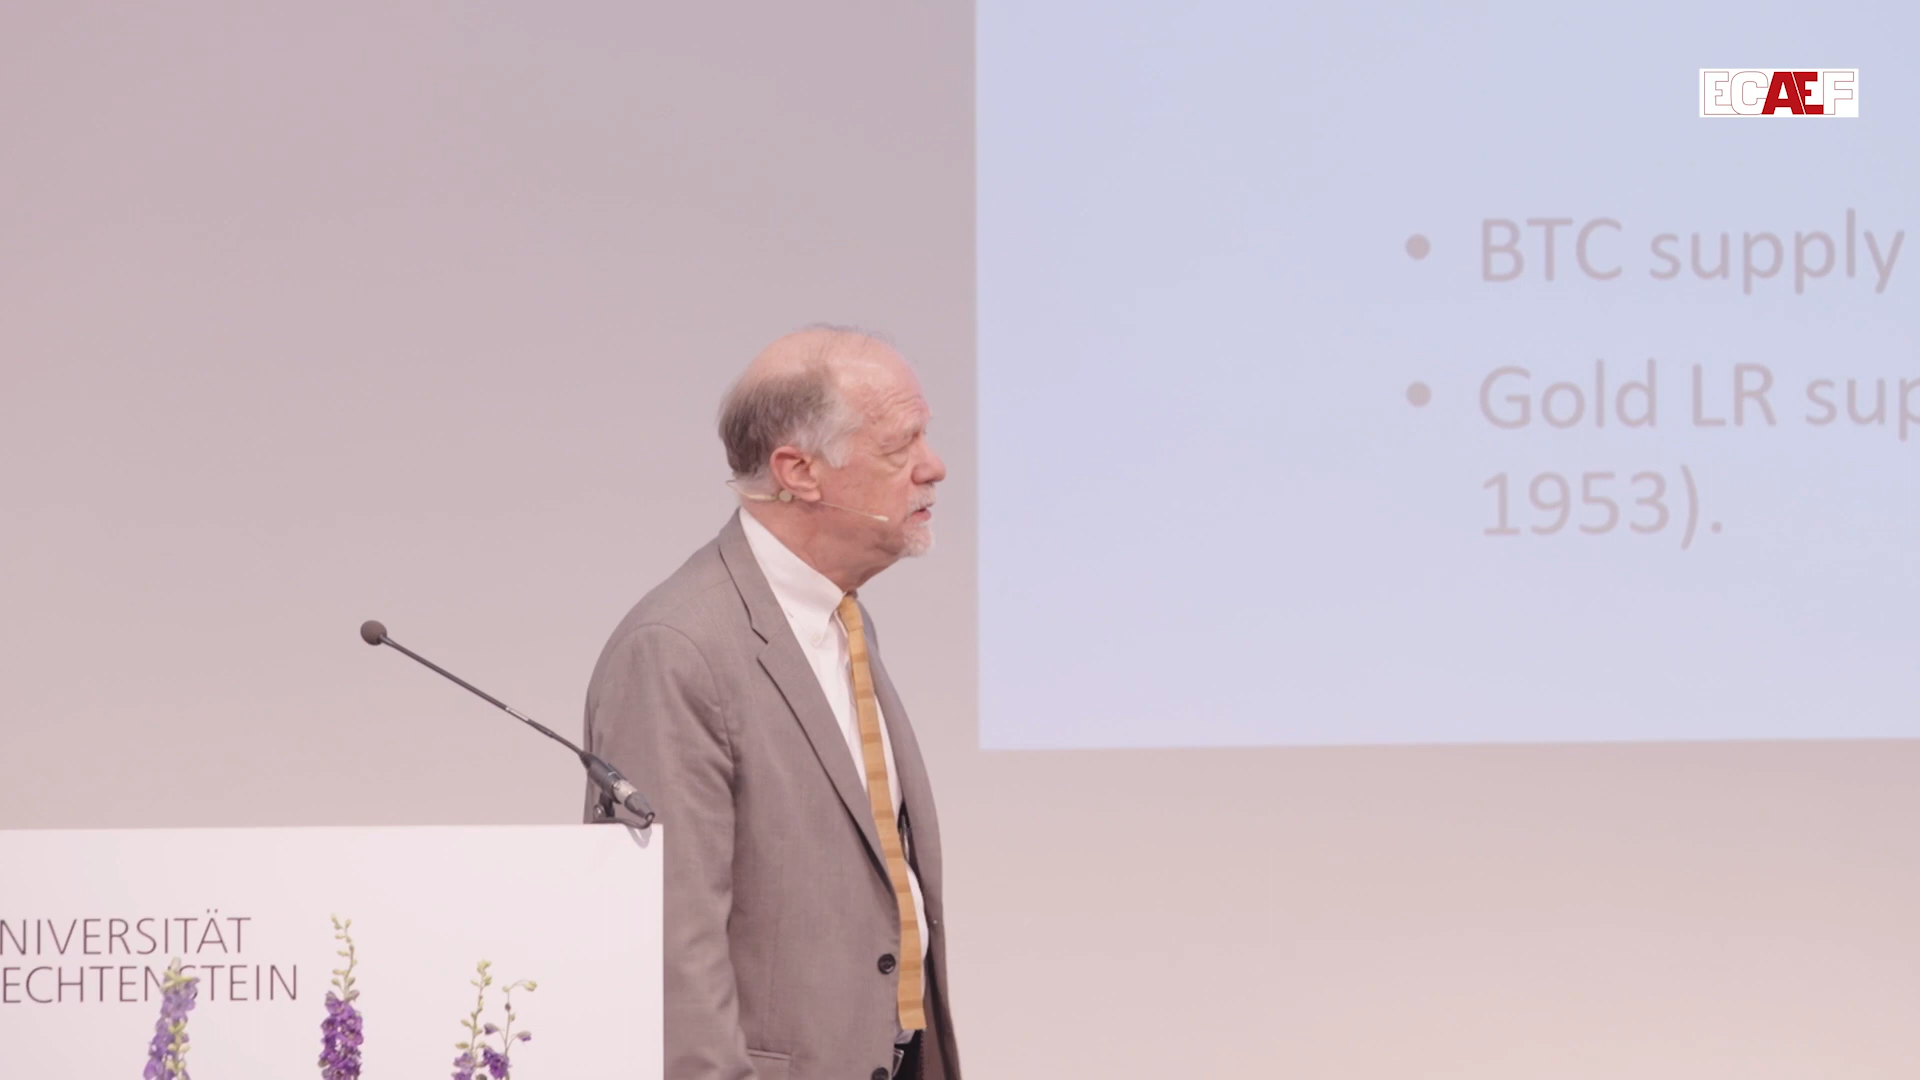 ECAEF
• BTC supply
• Gold LR sup
1953).
NIVERSITÄT
ECHTENSTEIN